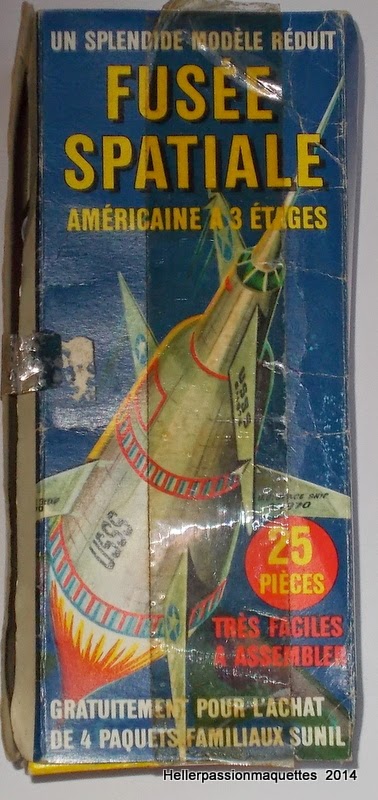 UN SPLENDIDE MODÈLE RÉDUIT
FUSÉE
SPATIALE
AMÉRICAINE A 3 ÉTAGES
25
PIÈCES
TRÈS FACILES
A ASSEMBLER
GRATUITEMENT POUR L'ACHAT
DE 4 PAQUETS FAMILIAUX SUNIL
Hellerpassionmaquettes 2014